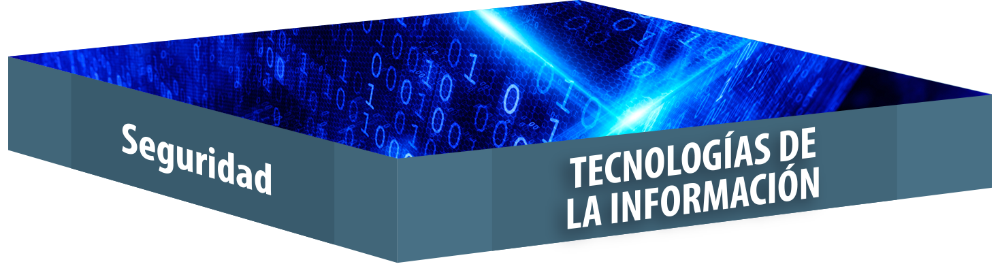 Seguridad
TECNOLOGÍAS DE
LA INFORMACIÓN